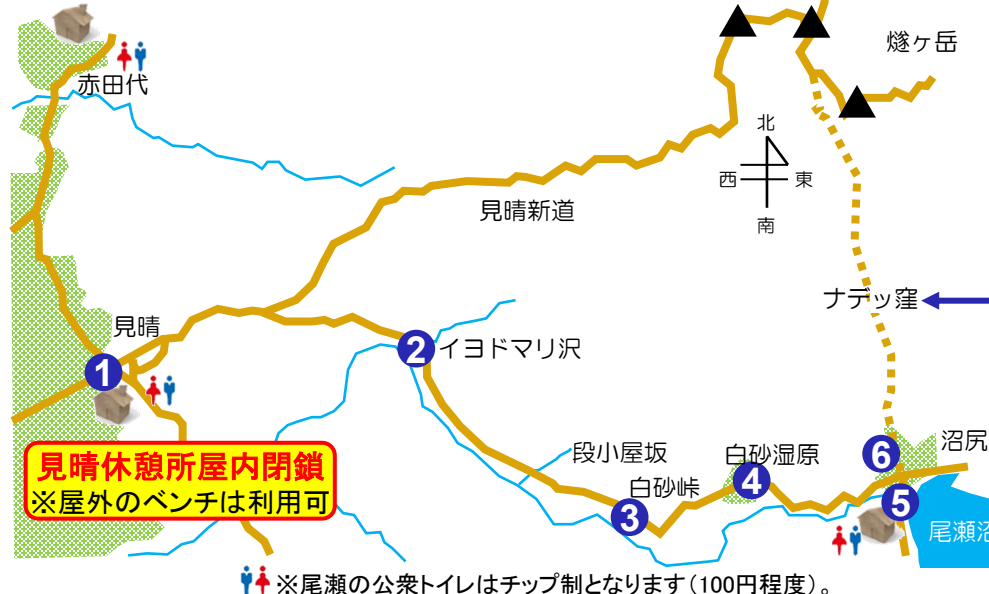 燧ヶ岳
赤田代
北
西 東
南
見晴新道
ナデッ窪
見晴
1
2 イヨドマリ沢
見晴休憩所屋内閉鎖
※屋外のベンチは利用可
段小屋坂
白砂湿原
沼尻
6
白砂峠
4
3
5
尾瀬沼
※尾瀬の公衆トイレはチップ制となります(100円程度)。